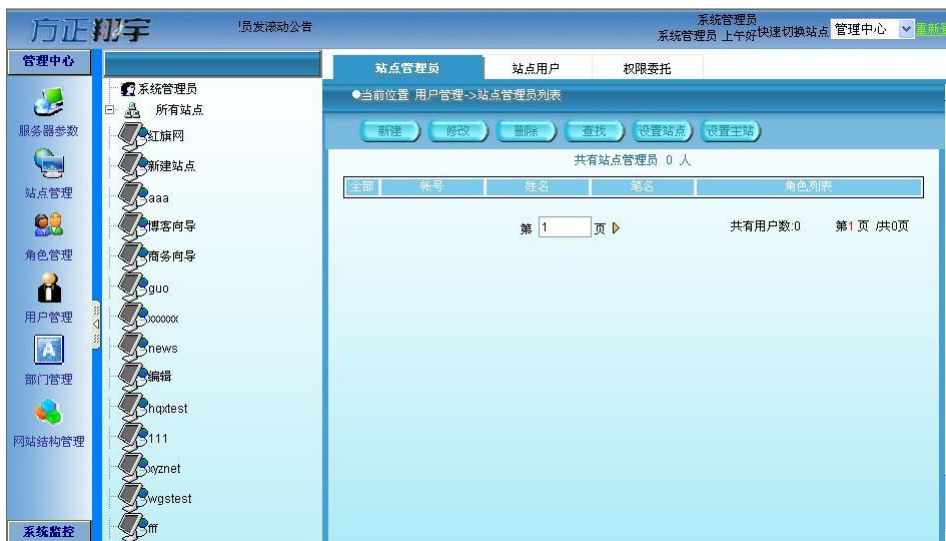 方正翔宇
!员发滚动公告
系统管理员
系统管理员 上午好快速切换站点 管理中心 重新
管理中心
服务器参数
站点管理
角色管理
用户管理
部门管理
网站结构管理
系统监控
系统管理员
所有站点
红旗网
新建站点
aaa
博客向导
商务向导
guo
xxxxxx
news
编辑
hqxtest
111
xyznet
wgstest
fff
站点管理员 站点用户 权限委托
●当前位置 用户管理->站点管理员列表
新建 修改 删除 查找 设置站点 设置主站
共有站点管理员 0 人
全部 帐号 姓名 笔名 角色列表
第 1 页 共有用户数:0 第1 页 /共0页